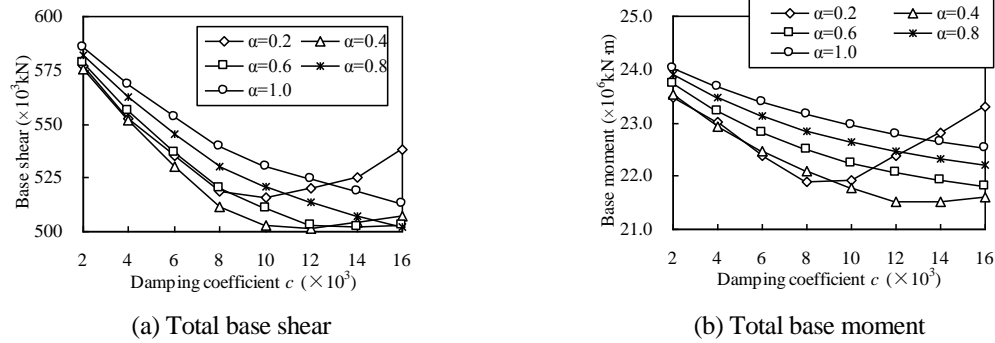 600
575
550
525
500
Base shear (×10³kN)
α=0.2 α=0.4
α=0.6 α=0.8
α=1.0
2 4 6 8 10 12 14 16
Damping coefficient c (×10³)
(a) Total base shear
25.0
24.0
23.0
22.0
21.0
Base moment (×10⁶kN·m)
α=0.2 α=0.4
α=0.6 α=0.8
α=1.0
2 4 6 8 10 12 14 16
Damping coefficient c (×10³)
(b) Total base moment